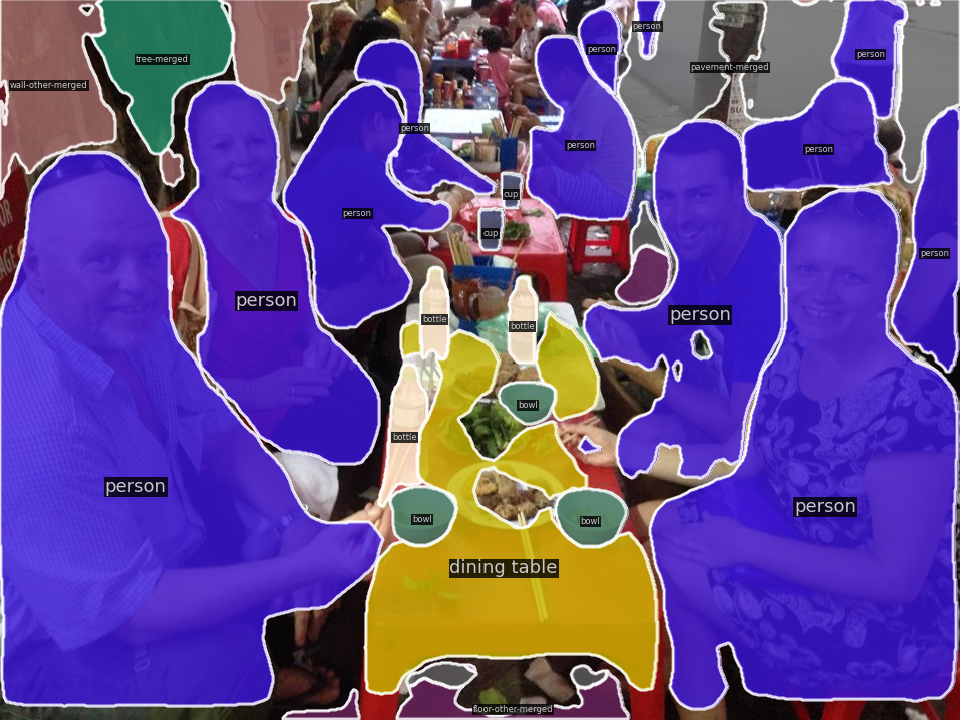 person
person
tree-merged
person
pavement-merged
wall-other-merged
person
person
person
person
cup
person
cup
person
person
person
bottle
bottle
bowl
bottle
person
person
bowl
bowl
dining table
floor-other-merged